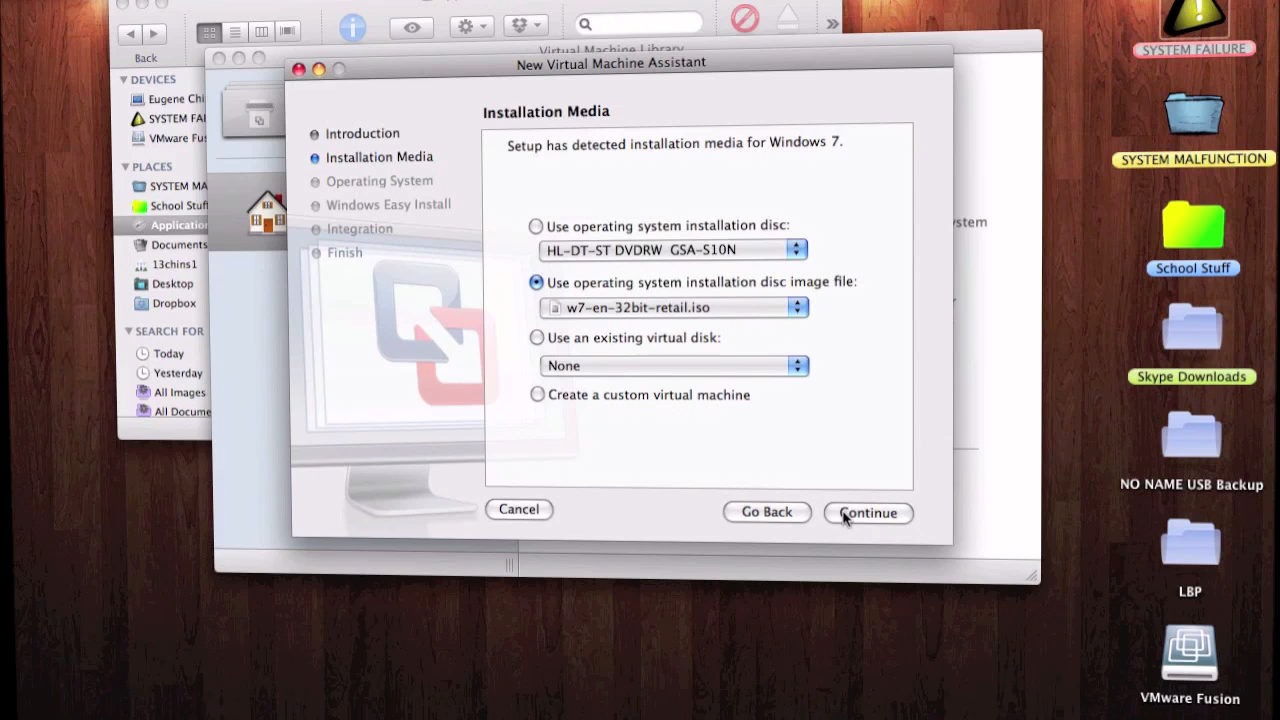 Back
Virtual Machine Library
DEVICES
Eugene Chi
SYSTEM FAI
VMware Fus
PLACES
SYSTEM MA
School Stuff
Application
Documents
13chins1
Desktop
Dropbox
SEARCH FOR
Today
Yesterday
All Images
All Docume
New Virtual Machine Assistant
Introduction
Installation Media
Operating System
Windows Easy Install
Integration
Finish
Installation Media
Setup has detected installation media for Windows 7.
Use operating system installation disc:
HL-DT-ST DVDRW GSA-S10N
Use operating system installation disc image file:
w7-en-32bit-retail.iso
Use an existing virtual disk:
None
Create a custom virtual machine
Cancel
Go Back
Continue
ystem
SYSTEM FAILURE
SYSTEM MALFUNCTION
School Stuff
Skype Downloads
NO NAME USB Backup
LBP
VMware Fusion